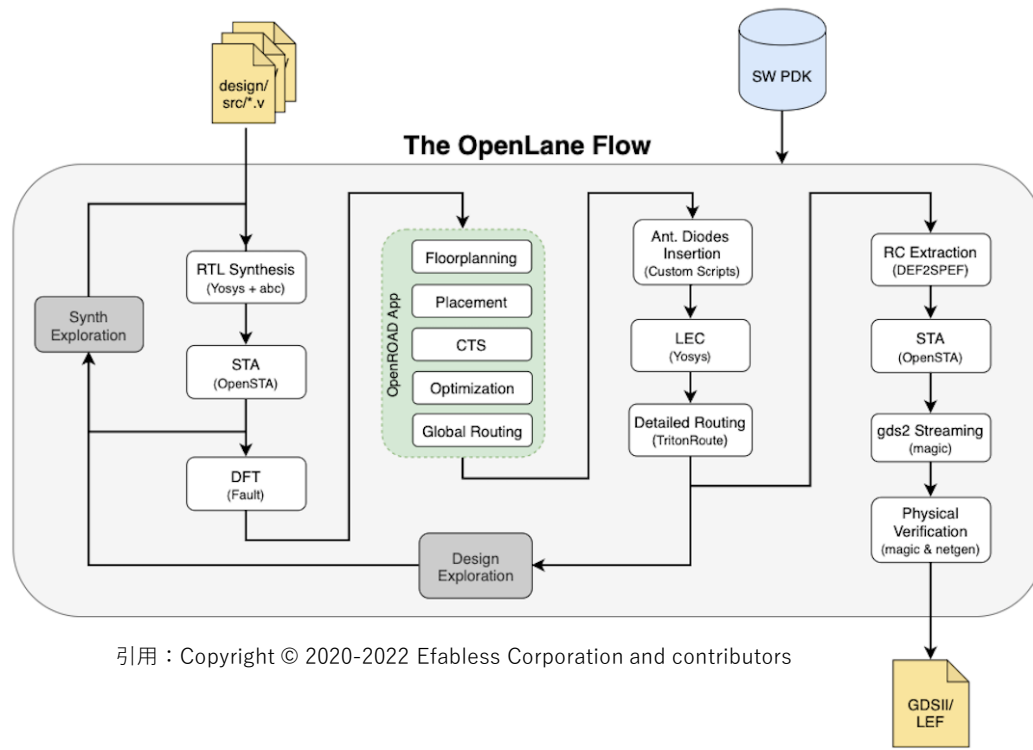 design/
src/*.v
SW PDK
The OpenLane Flow
RTL Synthesis
(Yosys + abc)
Synth
Exploration
STA
(OpenSTA)
DFT
(Fault)
OpenROAD App
Floorplanning
Placement
CTS
Optimization
Global Routing
Ant. Diodes
Insertion
(Custom Scripts)
LEC
(Yosys)
Detailed Routing
(TritonRoute)
Design
Exploration
RC Extraction
(DEF2SPEF)
STA
(OpenSTA)
gds2 Streaming
(magic)
Physical
Verification
(magic & netgen)
引用：Copyright © 2020-2022 Efabless Corporation and contributors
GDSII/
LEF